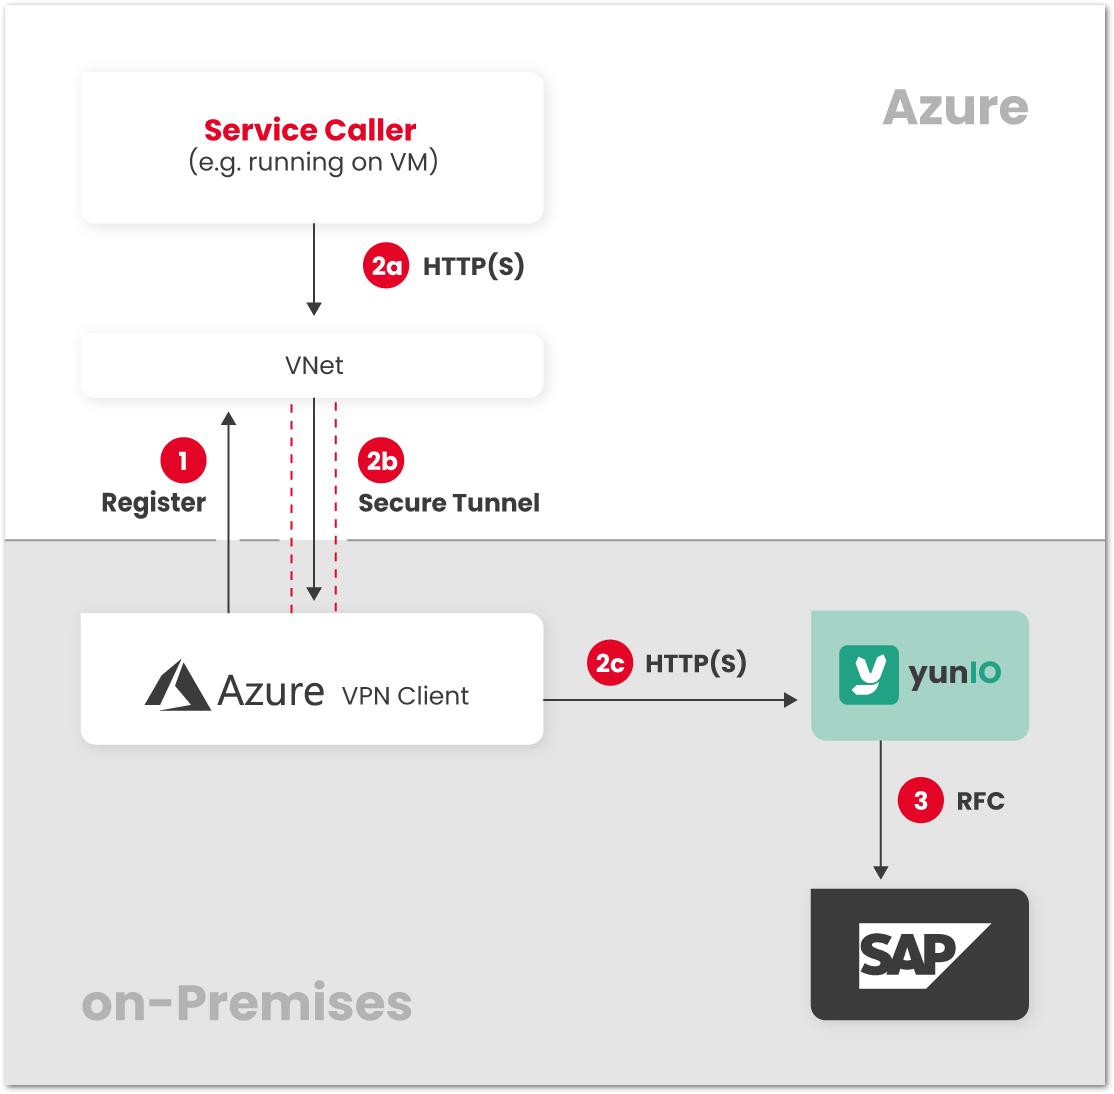 Azure
Service Caller
(e.g. running on VM)
2a HTTP(S)
VNet
1
Register
2b
Secure Tunnel
Azure VPN Client
2c HTTP(S)
yunIO
3 RFC
SAP
on-Premises